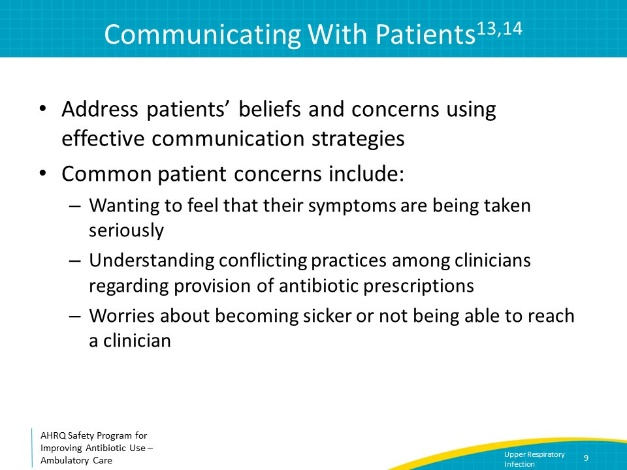 Communicating With Patients13,14
• Address patients’ beliefs and concerns using
effective communication strategies
• Common patient concerns include:
– Wanting to feel that their symptoms are being taken
seriously
– Understanding conflicting practices among clinicians
regarding provision of antibiotic prescriptions
– Worries about becoming sicker or not being able to reach
a clinician
AHRQ Safety Program for
Improving Antibiotic Use –
Ambulatory Care
Upper Respiratory
Infection
9